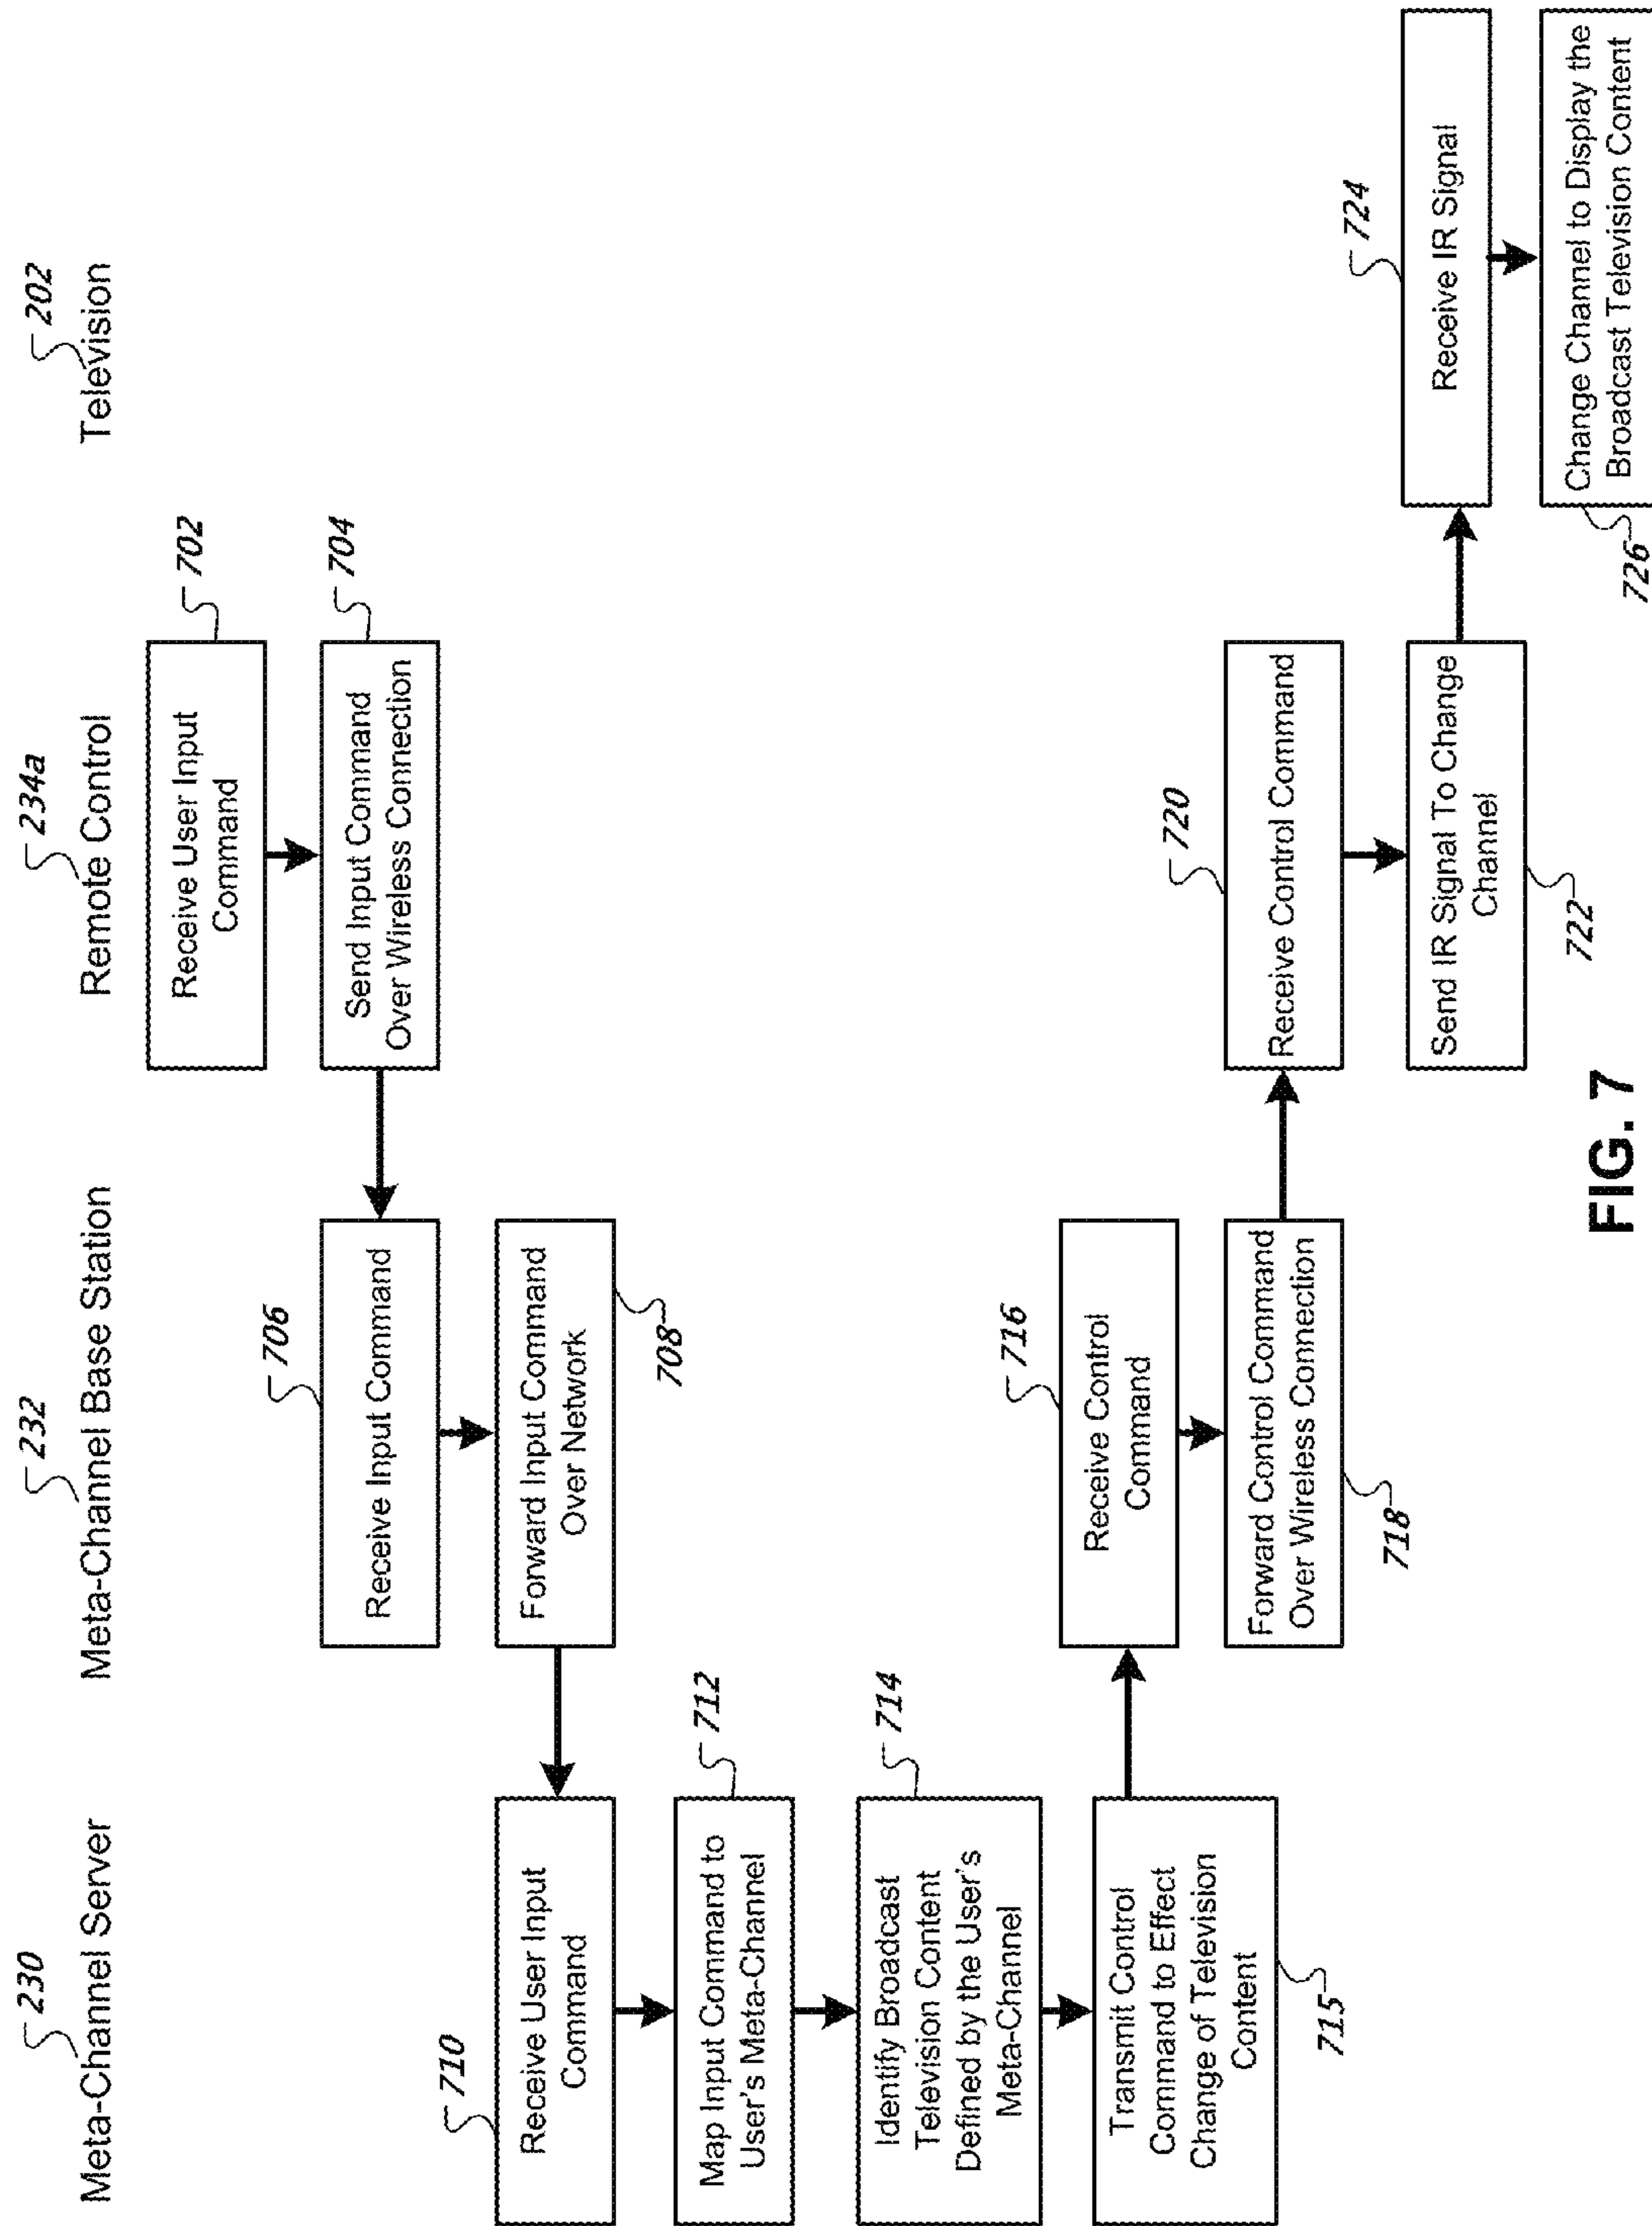 230
Meta-Channel Server
232
Meta-Channel Base Station
234a
Remote Control
202
Television
702
Receive User Input
Command
704
Send Input Command
Over Wireless Connection
706
Receive Input Command
Forward Input Command
Over Network
708
710
Receive User Input
Command
712
Map Input Command to
User's Meta-Channel
714
Identify Broadcast
Television Content
Defined by the User's
Meta-Channel
Transmit Control
Command to Effect
Change of Television
Content
715
716
Receive Control
Command
Forward Control Command
Over Wireless Connection
718
720
Receive Control Command
Send IR Signal To Change
Channel
722
724
Receive IR Signal
Change Channel to Display the
Broadcast Television Content
726
FIG. 7